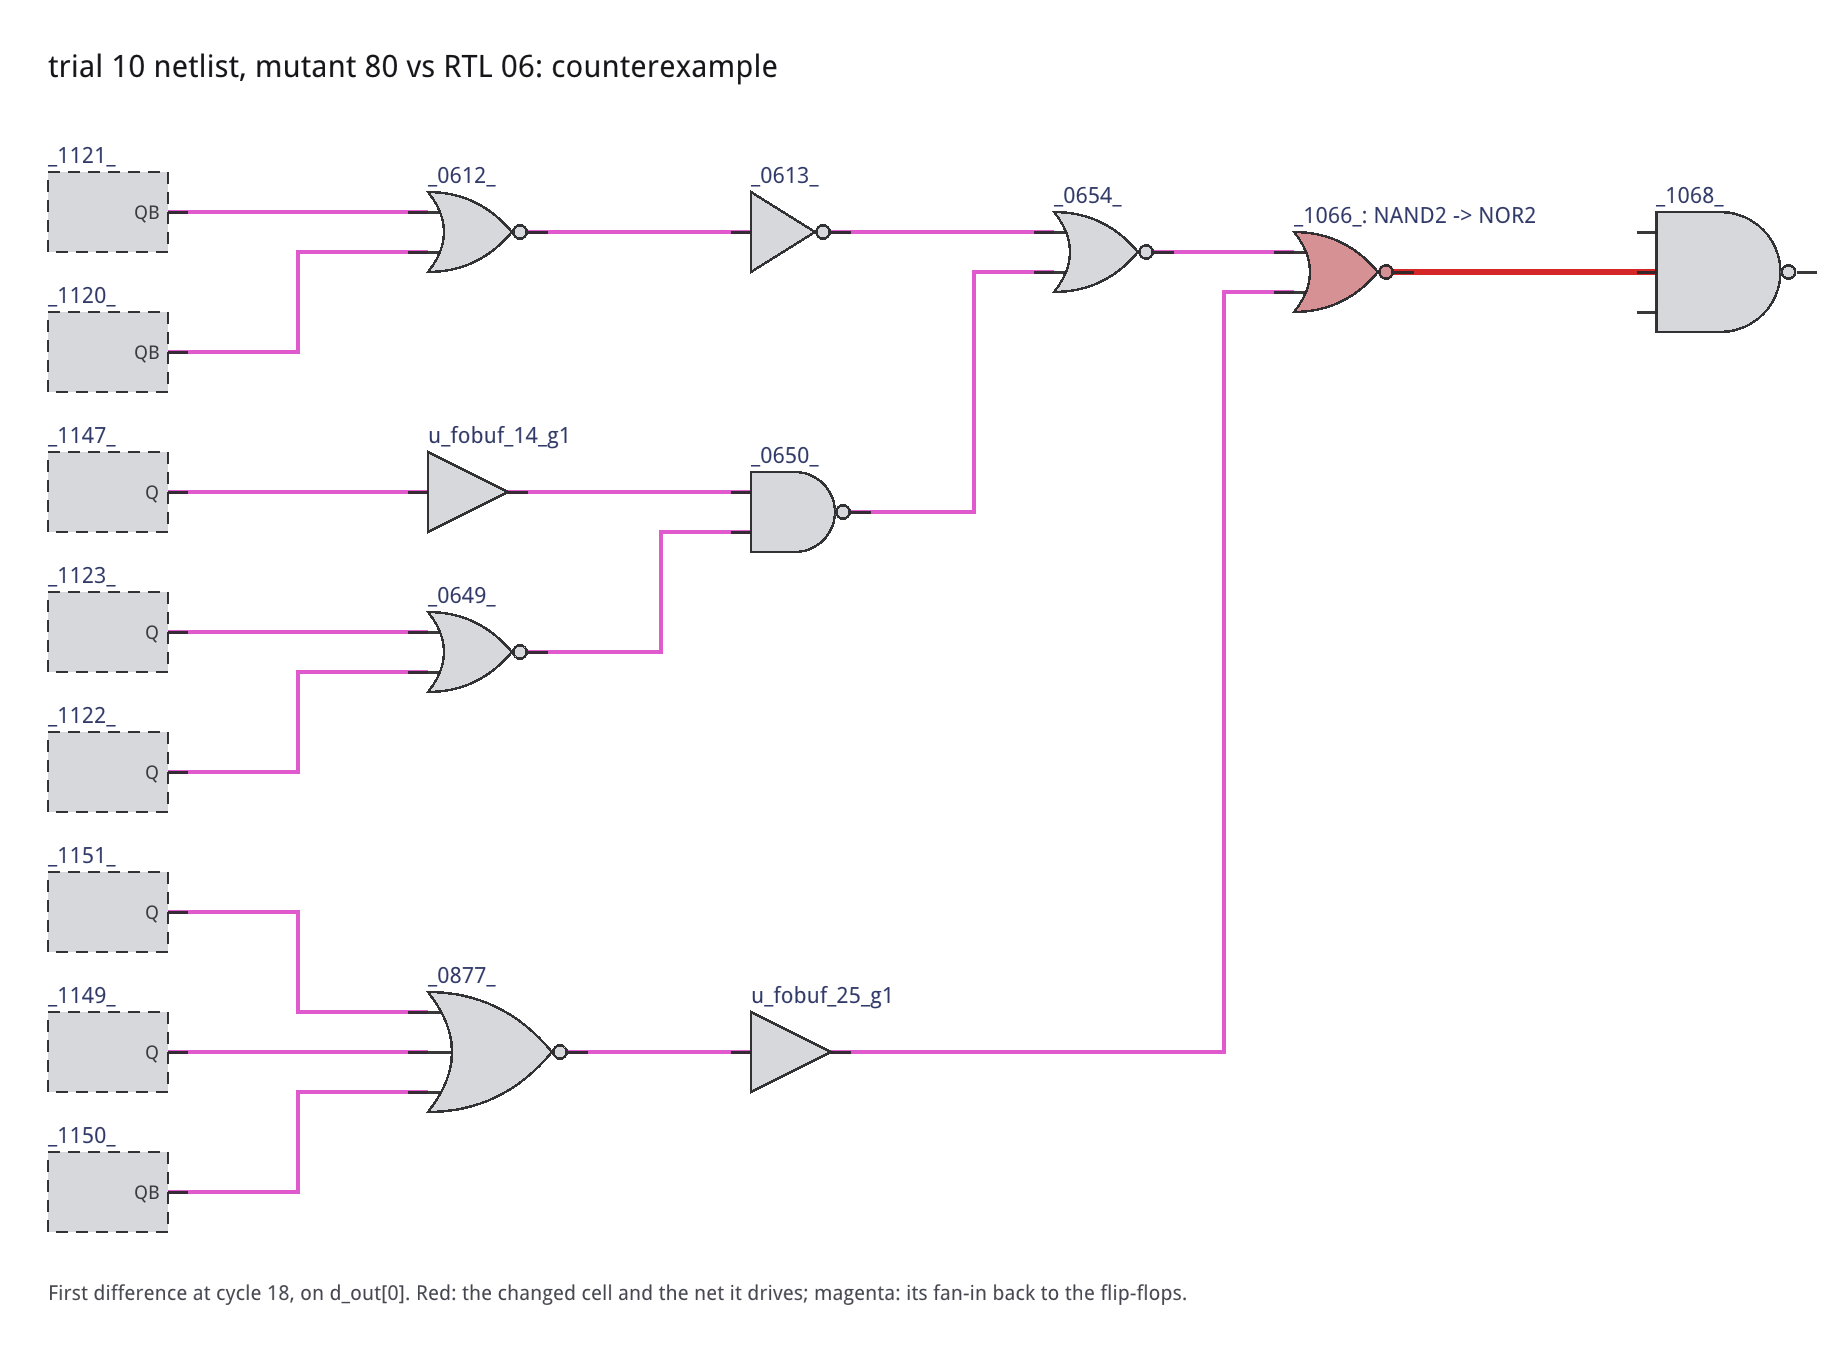 trial 10 netlist, mutant 80 vs RTL 06: counterexample
_1121_
QB
_0612_
_0613_
_0654_
_1066_: NAND2 -> NOR2
_1068_
_1120_
QB
_1147_
Q
u_fobuf_14_g1
_0650_
_1123_
Q
_0649_
_1122_
Q
_1151_
Q
_0877_
u_fobuf_25_g1
_1149_
Q
_1150_
QB
First difference at cycle 18, on d_out[0]. Red: the changed cell and the net it drives; magenta: its fan-in back to the flip-flops.